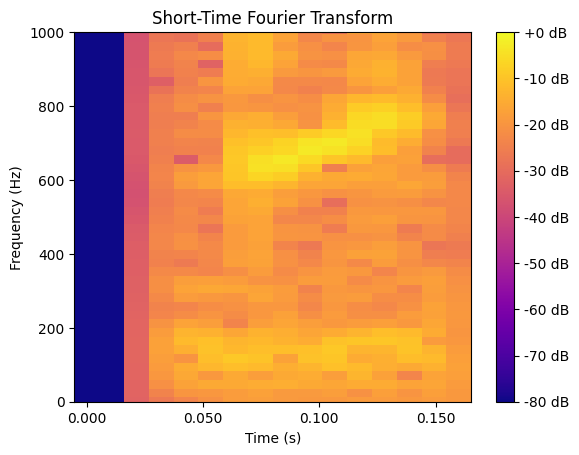 Short-Time Fourier Transform
1000
800
600
400
200
0
Frequency (Hz)
0.000
0.050
0.100
0.150
Time (s)
+0 dB
-10 dB
-20 dB
-30 dB
-40 dB
-50 dB
-60 dB
-70 dB
-80 dB